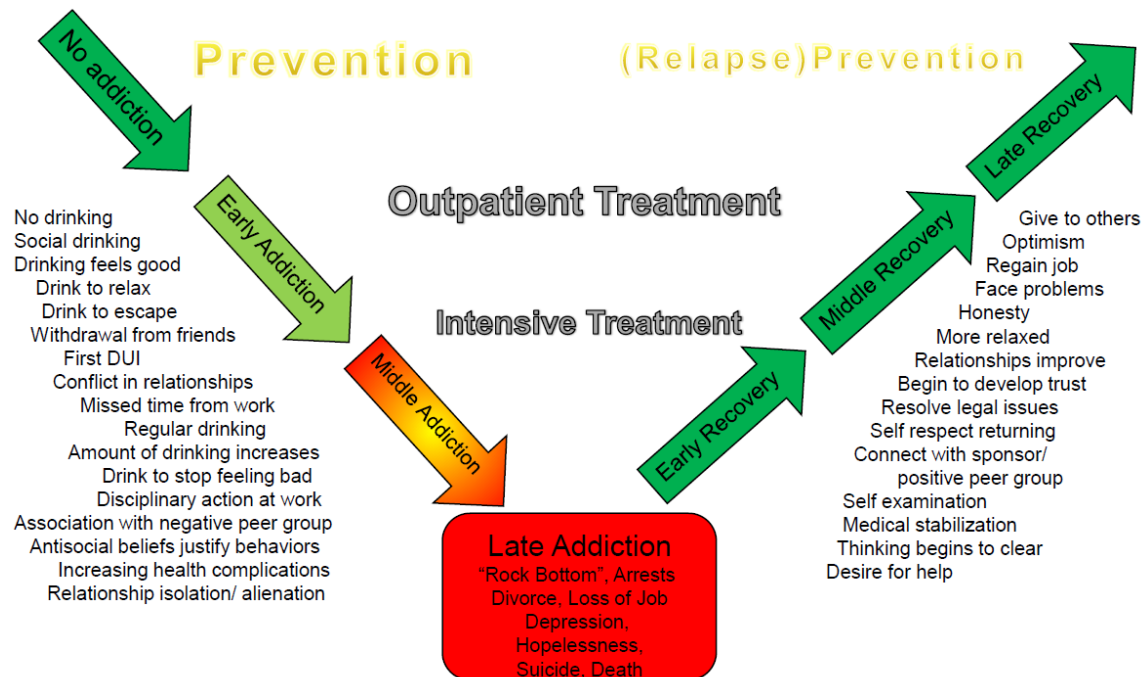 Prevention
(Relapse)Prevention
No addiction
Early Addiction
Middle Addiction
Outpatient Treatment
Intensive Treatment
No drinking
Social drinking
Drinking feels good
Drink to relax
Drink to escape
Withdrawal from friends
First DUI
Conflict in relationships
Missed time from work
Regular drinking
Amount of drinking increases
Drink to stop feeling bad
Disciplinary action at work
Association with negative peer group
Antisocial beliefs justify behaviors
Increasing health complications
Relationship isolation/ alienation
Late Addiction
“Rock Bottom”, Arrests
Divorce, Loss of Job
Depression,
Hopelessness,
Suicide, Death
Early Recovery
Middle Recovery
Late Recovery
Give to others
Optimism
Regain job
Face problems
Honesty
More relaxed
Relationships improve
Begin to develop trust
Resolve legal issues
Self respect returning
Connect with sponsor/
positive peer group
Self examination
Medical stabilization
Thinking begins to clear
Desire for help